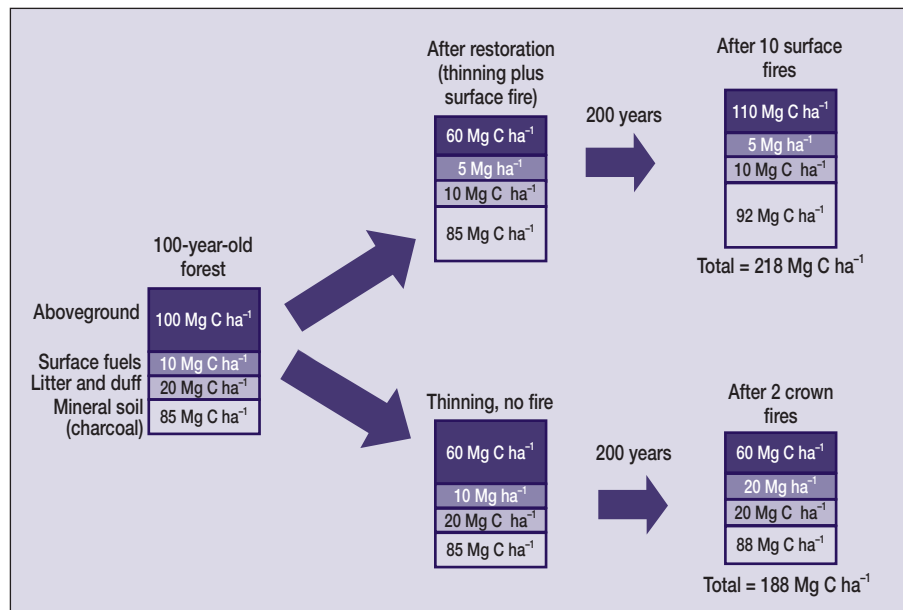 After restoration
(thinning plus
surface fire)
60 Mg C ha⁻¹
5 Mg ha⁻¹
10 Mg C ha⁻¹
85 Mg C ha⁻¹
200 years
After 10 surface
fires
110 Mg C ha⁻¹
5 Mg ha⁻¹
10 Mg C ha⁻¹
92 Mg C ha⁻¹
Total = 218 Mg C ha⁻¹
100-year-old
forest
Aboveground
100 Mg C ha⁻¹
Surface fuels
10 Mg C ha⁻¹
Litter and duff
20 Mg C ha⁻¹
Mineral soil
(charcoal)
85 Mg C ha⁻¹
Thinning, no fire
60 Mg C ha⁻¹
10 Mg ha⁻¹
20 Mg C ha⁻¹
85 Mg C ha⁻¹
200 years
After 2 crown
fires
60 Mg C ha⁻¹
20 Mg ha⁻¹
20 Mg C ha⁻¹
88 Mg C ha⁻¹
Total = 188 Mg C ha⁻¹